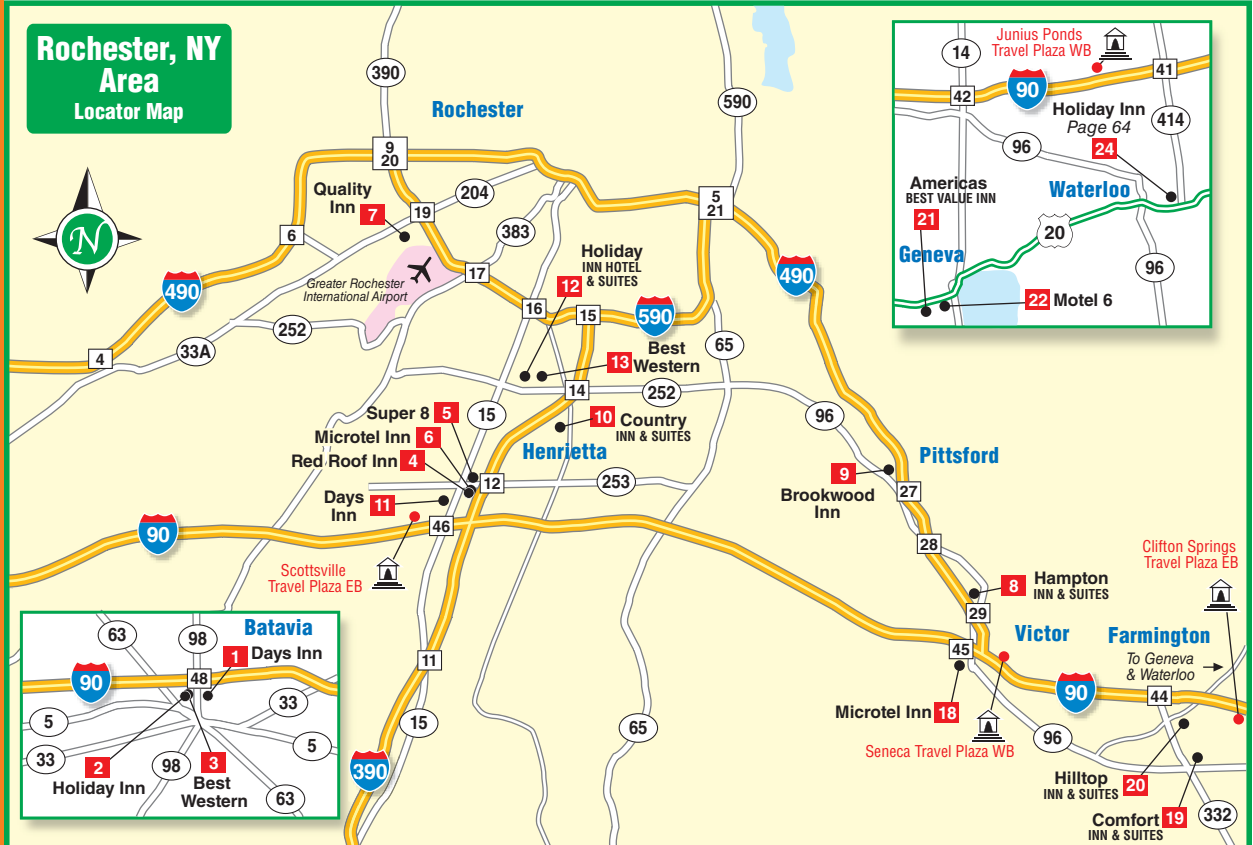 Rochester, NY
Area
Locator Map
N
390
Rochester
590
9
20
5
21
Quality
Inn
7
19
204
383
6
17
Greater Rochester
International Airport
490
Holiday
INN HOTEL
& SUITES
12
16
15
590
490
252
33A
4
13
Best
Western
65
14
252
96
Super 8
5
15
Microtel Inn
6
Red Roof Inn
4
10
Country
INN & SUITES
Henrietta
12
253
Days
Inn
11
46
90
Scottsville
Travel Plaza EB
9
Brookwood
Inn
Pittsford
27
28
8
Hampton
INN & SUITES
29
Clifton Springs
Travel Plaza EB
Victor
Farmington
To Geneva
& Waterloo
45
90
44
Microtel Inn
18
Seneca Travel Plaza WB
96
11
15
65
390
Hilltop
INN & SUITES
20
Comfort
INN & SUITES
19
332
14
Junius Ponds
Travel Plaza WB
41
42
90
Holiday Inn
Page 64
24
414
96
Americas
BEST VALUE INN
21
Waterloo
20
Geneva
96
22
Motel 6
63
98
Batavia
1
Days Inn
90
48
33
5
5
33
98
2
Holiday Inn
3
Best
Western
63